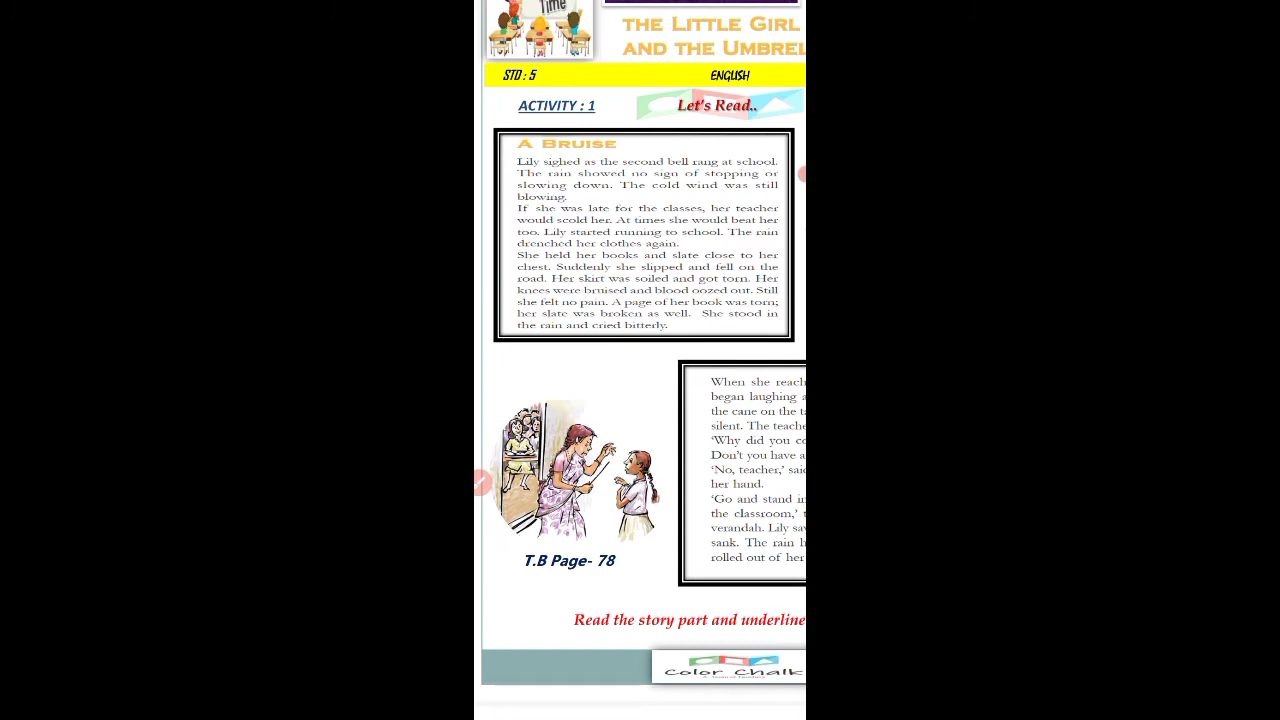 Time
THE LITTLE GIRL
AND THE UMBREL
STD : 5
ENGLISH
ACTIVITY : 1
Let's Read..
A BRUISE
Lily sighed as the second bell rang at school.
The rain showed no sign of stopping or
slowing down. The cold wind was still
blowing.
If she was late for the classes, her teacher
would scold her. At times she would beat her
too. Lily started running to school. The rain
drenched her clothes again.
She held her books and slate close to her
chest. Suddenly she slipped and fell on the
road. Her skirt was soiled and got torn. Her
knees were bruised and blood oozed out. Still
she felt no pain. A page of her book was torn;
her slate was broken as well. She stood in
the rain and cried bitterly.
When she reach
began laughing a
the cane on the ta
silent. The teache
'Why did you co
Don't you have a
'No, teacher,' said
her hand.
'Go and stand in
the classroom,' t
verandah. Lily sav
sank. The rain h
rolled out of her
T.B Page- 78
Read the story part and underline
Color Chalk